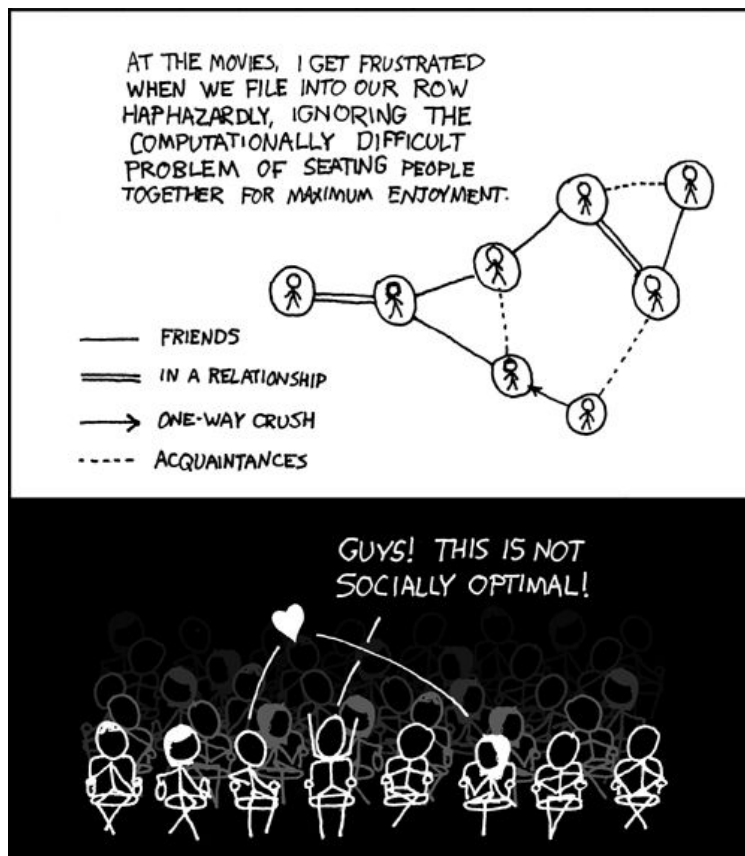 AT THE MOVIES, I GET FRUSTRATED
WHEN WE FILE INTO OUR ROW
HAPHAZARDLY, IGNORING THE
COMPUTATIONALLY DIFFICULT
PROBLEM OF SEATING PEOPLE
TOGETHER FOR MAXIMUM ENJOYMENT.
FRIENDS
IN A RELATIONSHIP
ONE-WAY CRUSH
ACQUAINTANCES
GUYS! THIS IS NOT
SOCIALLY OPTIMAL!